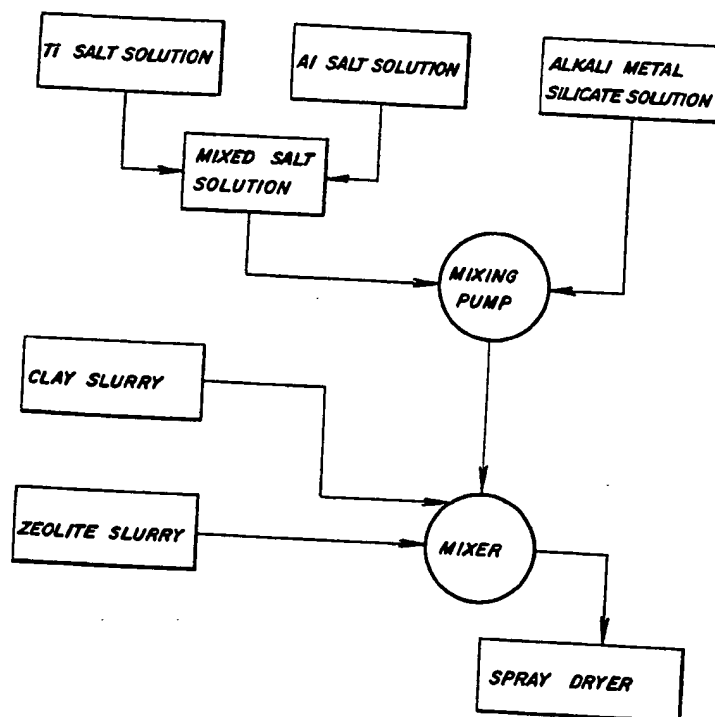 Ti SALT SOLUTION
Al SALT SOLUTION
ALKALI METAL
SILICATE SOLUTION
MIXED SALT
SOLUTION
MIXING
PUMP
CLAY SLURRY
ZEOLITE SLURRY
MIXER
SPRAY DRYER